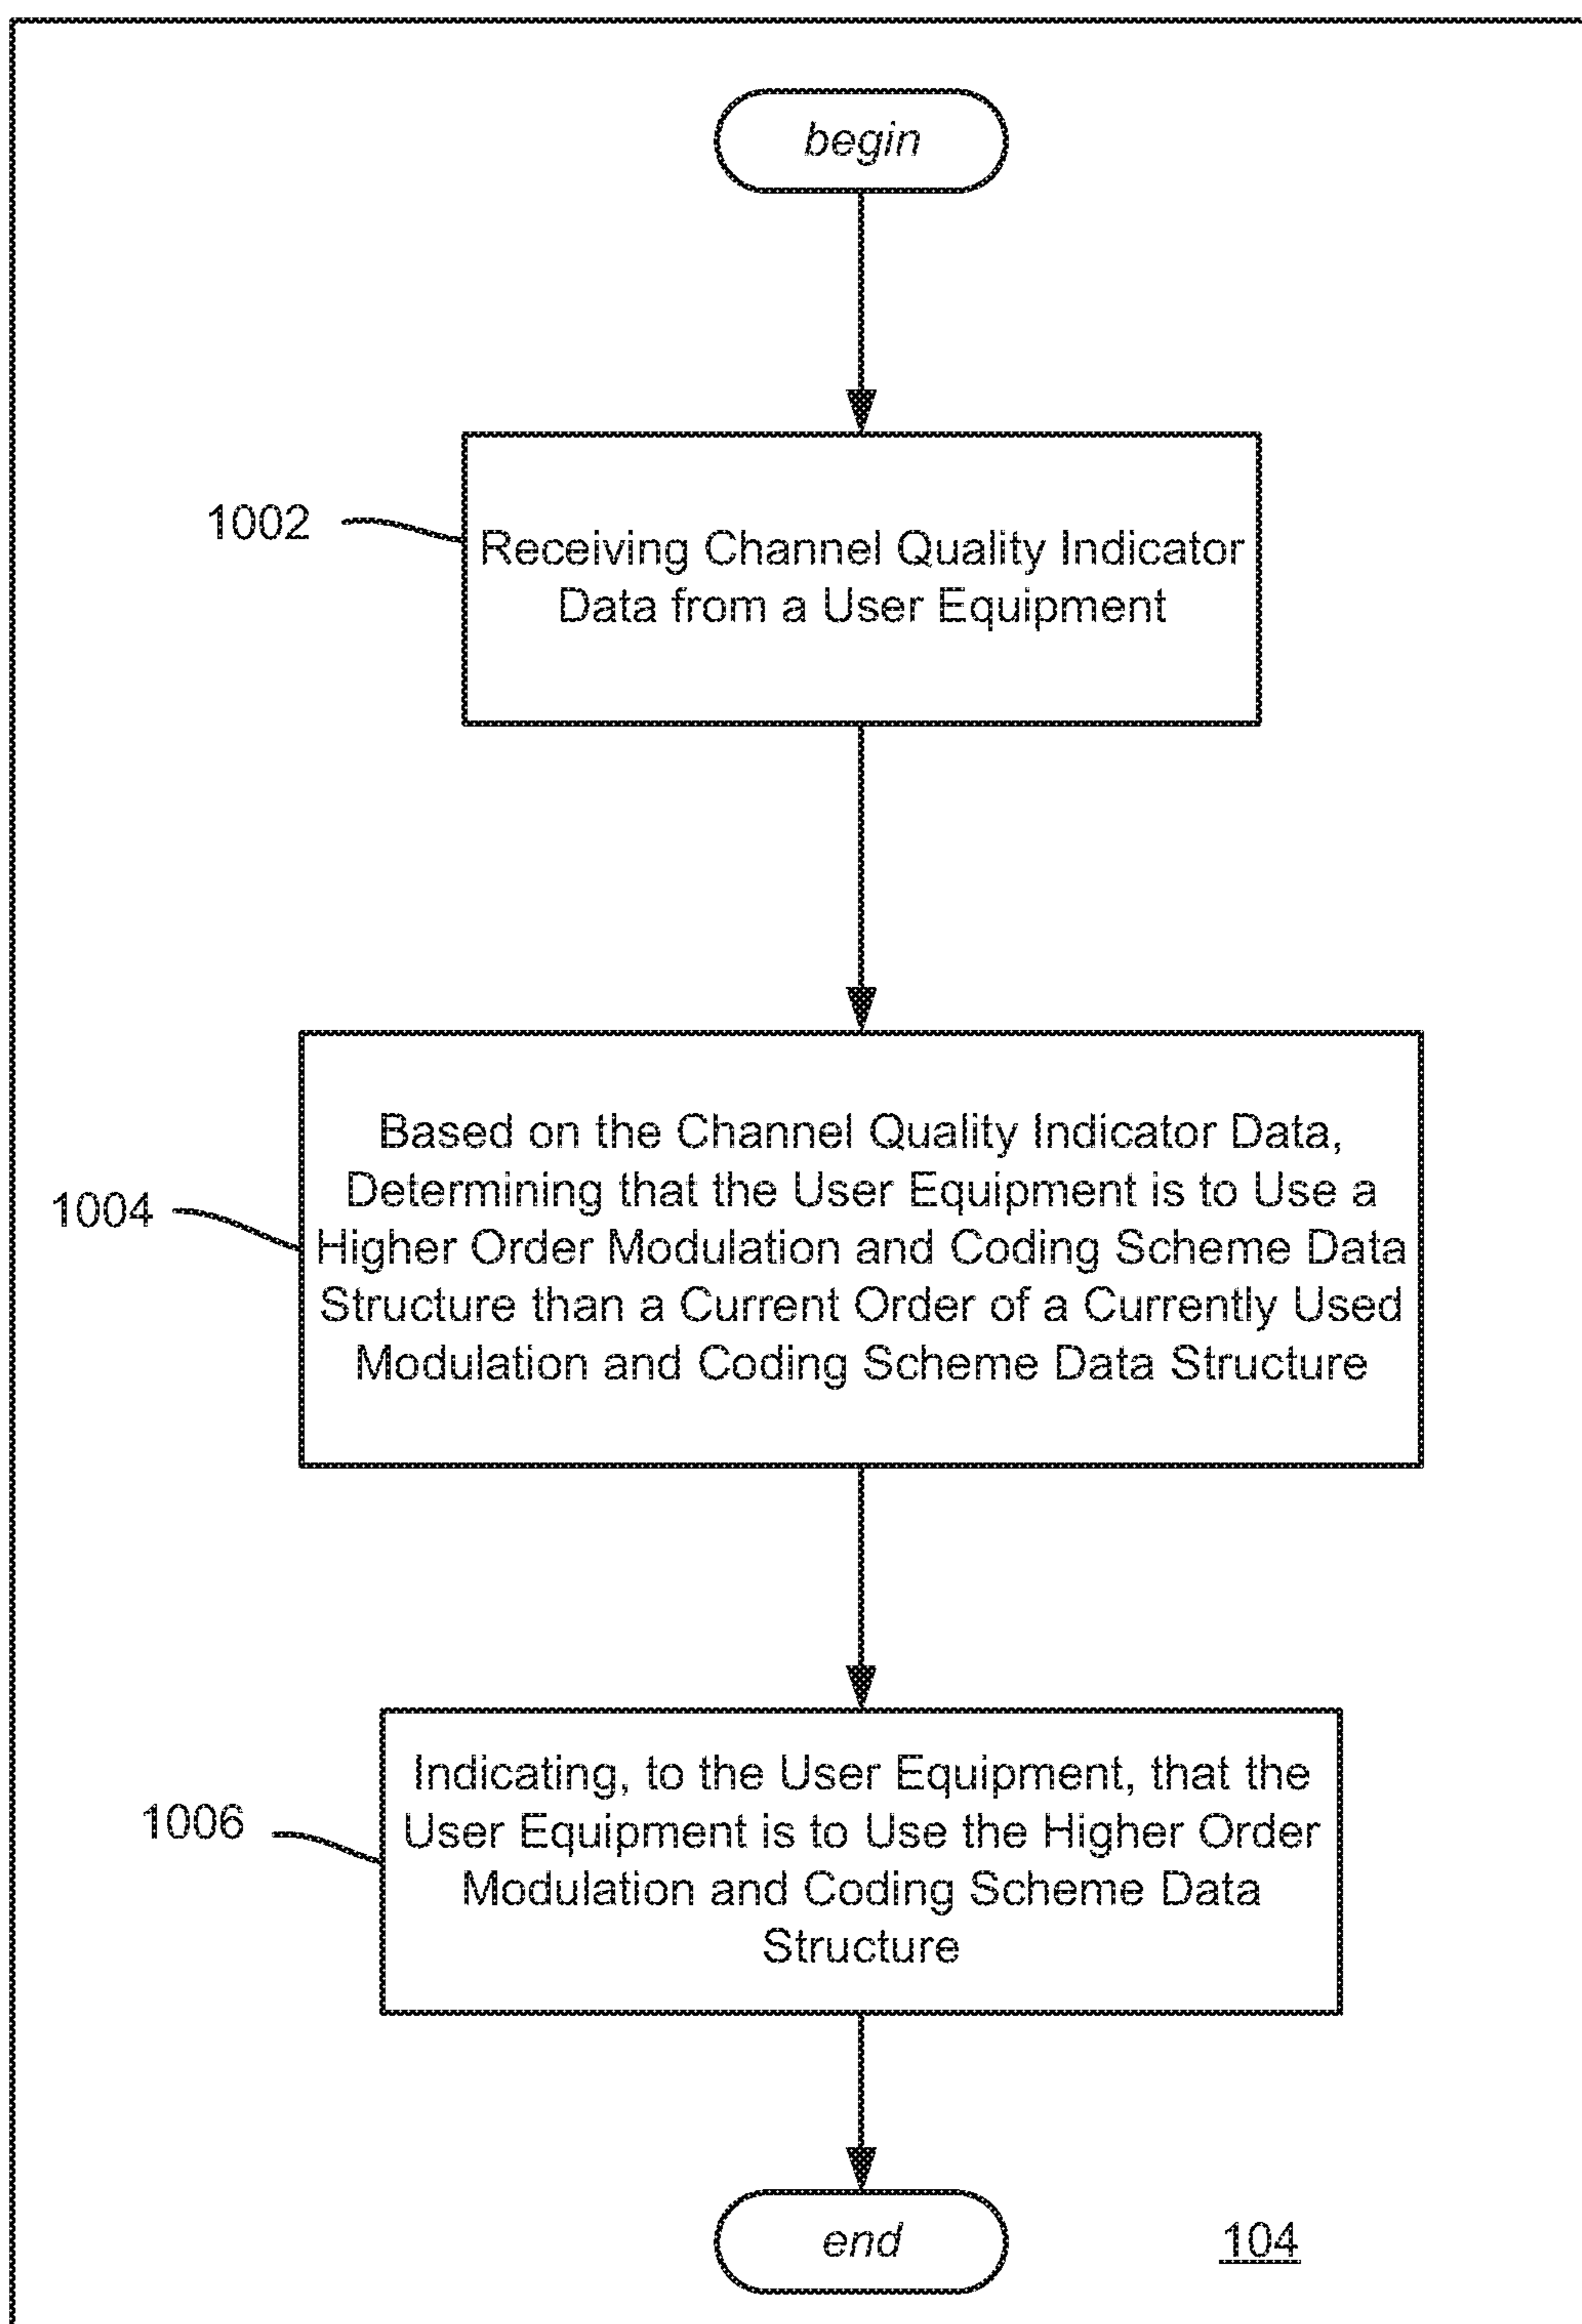 begin
1002
Receiving Channel Quality Indicator
Data from a User Equipment
1004
Based on the Channel Quality Indicator Data,
Determining that the User Equipment is to Use a
Higher Order Modulation and Coding Scheme Data
Structure than a Current Order of a Currently Used
Modulation and Coding Scheme Data Structure
1006
Indicating, to the User Equipment, that the
User Equipment is to Use the Higher Order
Modulation and Coding Scheme Data
Structure
end
104